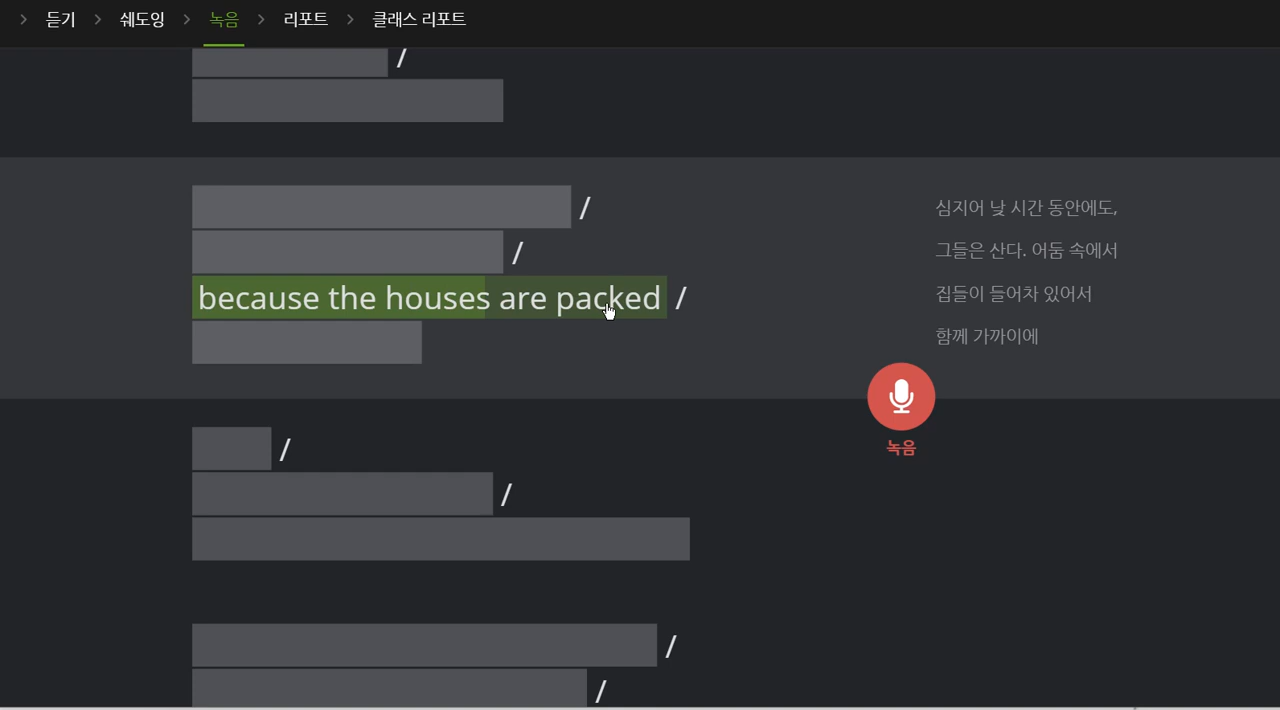 듣기 쉐도잉 녹음 리포트 클래스 리포트
/
/
심지어 낮 시간 동안에도,
/
그들은 산다. 어둠 속에서
because the houses are packed /
집들이 들어차 있어서
함께 가까이에
녹음
/
/
/
/